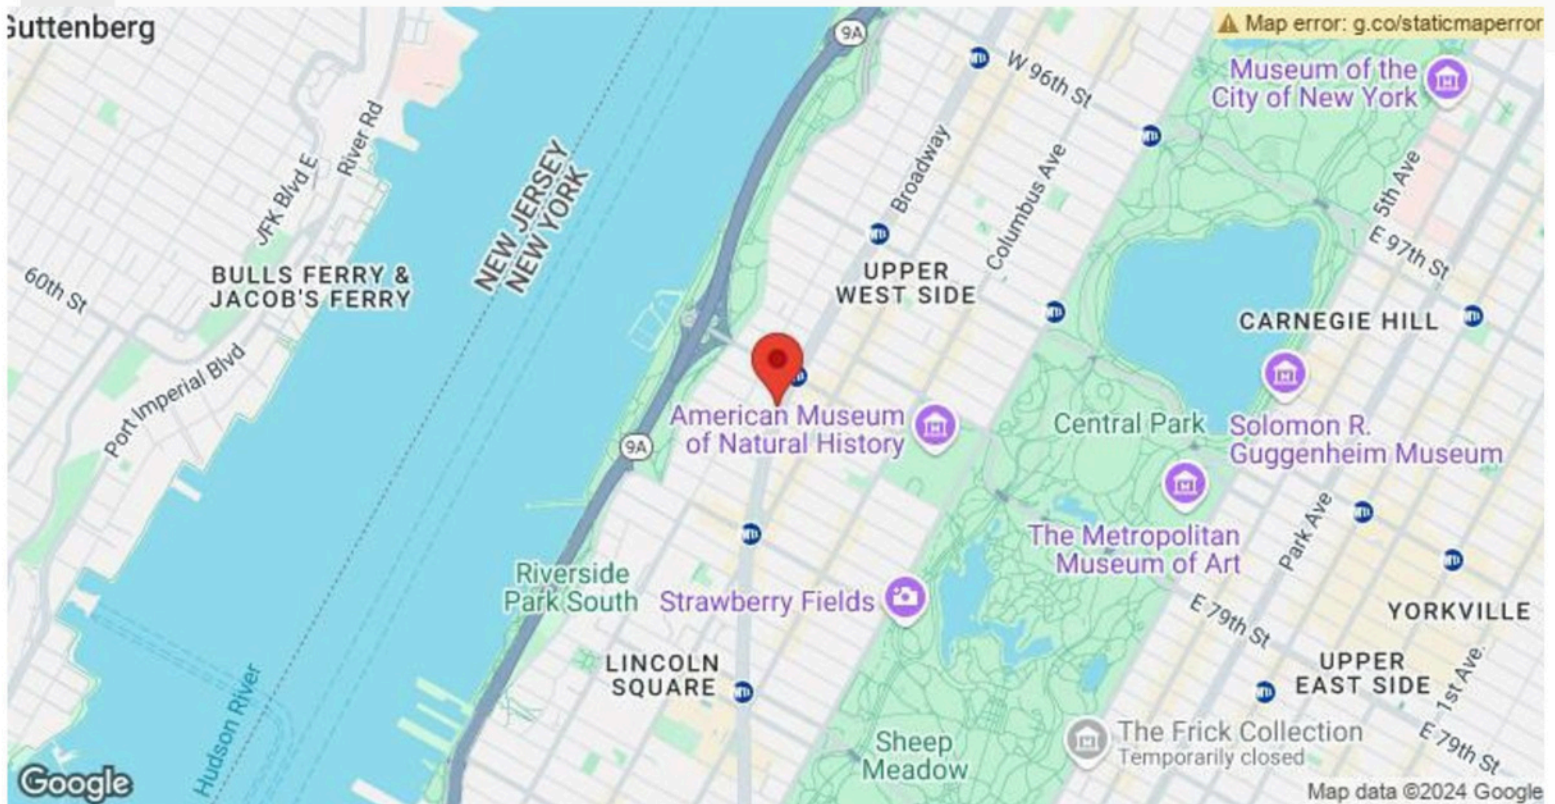 Guttenberg
9A
Map error: g.co/staticmaperror
W 96th St
Museum of the
City of New York
River Rd
JFK Blvd E
NEW JERSEY
NEW YORK
Broadway
Columbus Ave
5th Ave
E 97th St
60th St
BULLS FERRY &
JACOB'S FERRY
UPPER
WEST SIDE
CARNEGIE HILL
Port Imperial Blvd
American Museum
of Natural History
9A
Central Park
Solomon R.
Guggenheim Museum
The Metropolitan
Museum of Art
Park Ave
Riverside
Park South
Strawberry Fields
E 79th St
YORKVILLE
LINCOLN
SQUARE
UPPER
EAST SIDE
1st Ave
Hudson River
Sheep
Meadow
The Frick Collection
Temporarily closed
E 79th St
Google
Map data ©2024 Google